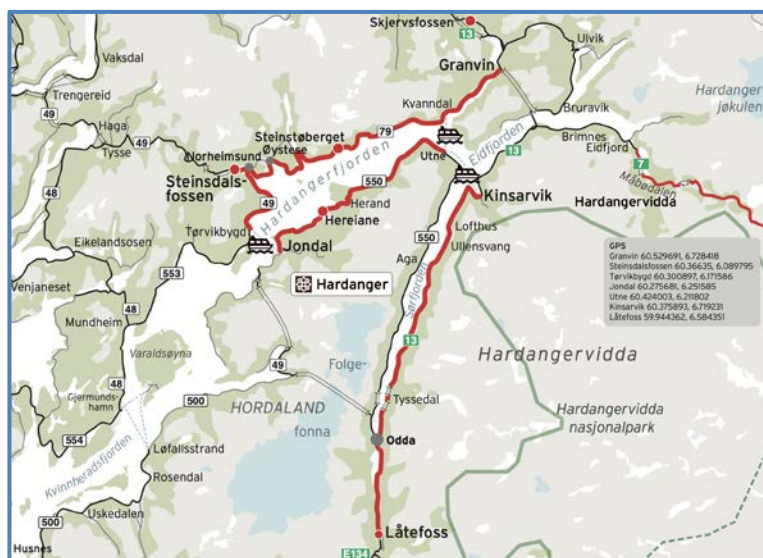 Skjervsfossen
13
Ulvik
Vaksdal
Granvin
Trengereid
49
Kvanndal
Hardanger
jøkulen
Haga
Tysse
49
Steinstøberget
Øystese
79
Bruravik
Norheimsund
Eidfjorden
13
Brimnes
Eidfjord
7
Måbødalen
Steinsdals-
fossen
Hardangerfjorden
Utne
550
Kinsarvik
Hardangervidda
48
49
Herand
Hereiane
Tørvikbygd
Lofthus
Ullensvang
Eikelandsosen
Jondal
550
Aga
GPS
Granvin 60.529691, 6.728418
Steinsdalsfossen 60.36635, 6.089795
Tørvikbygd 60.300897, 6.171586
Jondal 60.275681, 6.251585
Utne 60.424003, 6.211802
Kinsarvik 60.375893, 6.719231
Låtefoss 59.944362, 6.584351
553
Venjaneset
48
Hardanger
Sørfjorden
Mundheim
13
Varaldsøyna
Folge-
fonna
Hardangervidda
49
48
Gjermunds-
hamn
500
HORDALAND
Tyssedal
Hardangervidda
nasjonalpark
554
Odda
Løfallsstrand
Kvinnheradsfjorden
Rosendal
500
Uskedalen
Låtefoss
Husnes
E134